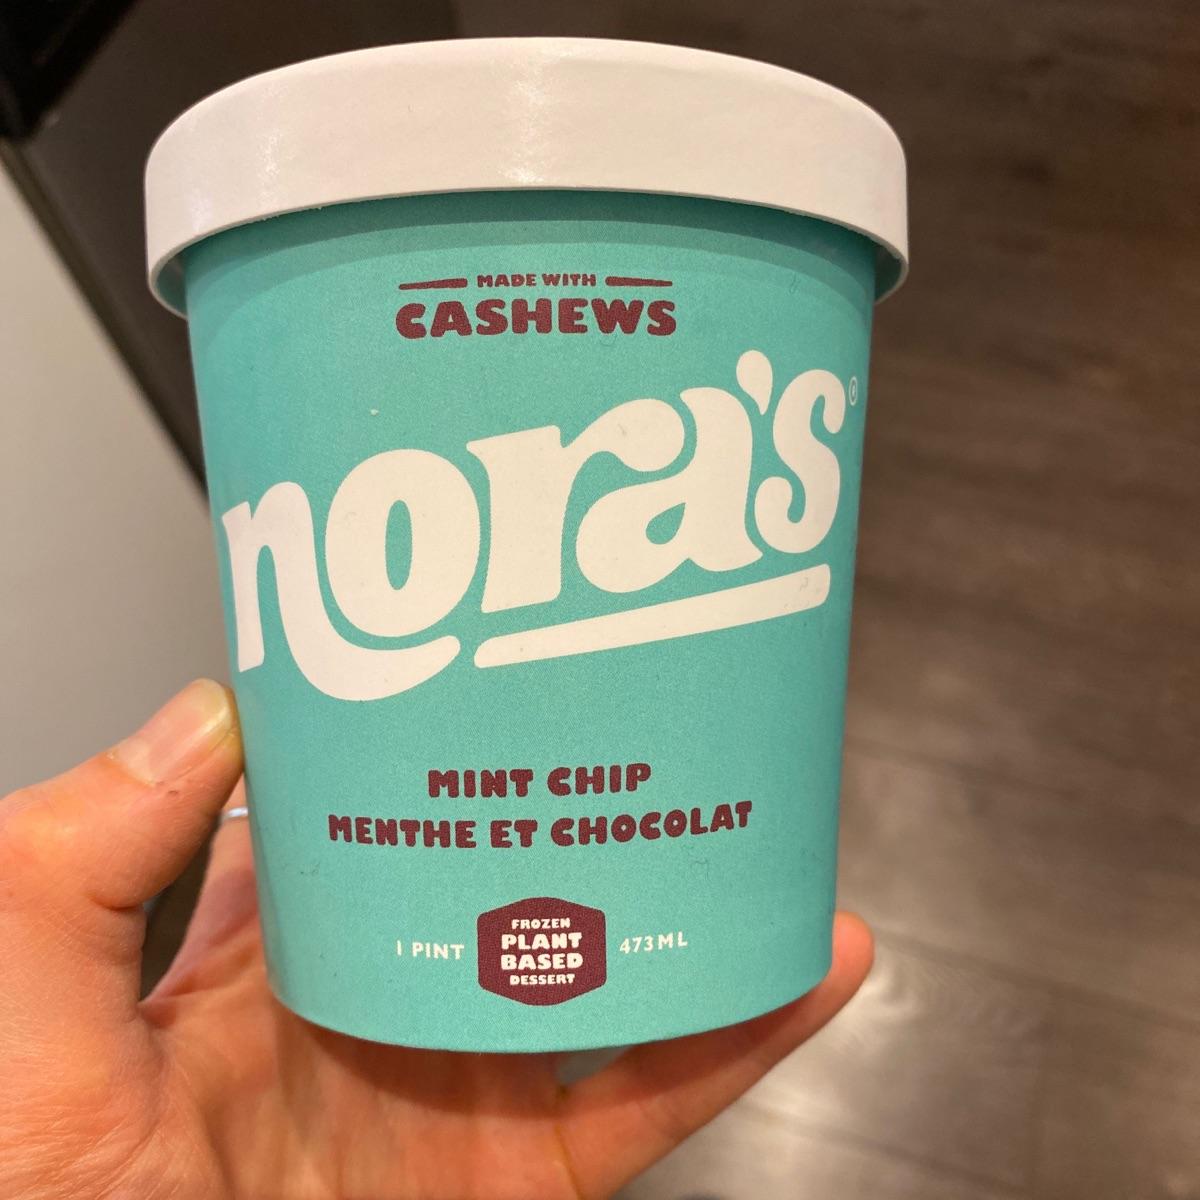 MADE WITH
CASHEWS
nora's®
MINT CHIP
MENTHE ET CHOCOLAT
1 PINT
FROZEN
PLANT
BASED
DESSERT
473ML